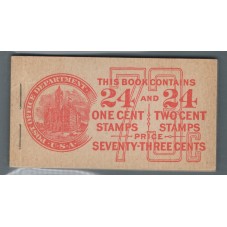 POST OFFICE DEPARTMENT
U.S.A.
73¢
THIS BOOK CONTAINS
24 AND 24
ONE CENT TWO CENT
STAMPS STAMPS
PRICE
SEVENTY-THREE CENTS